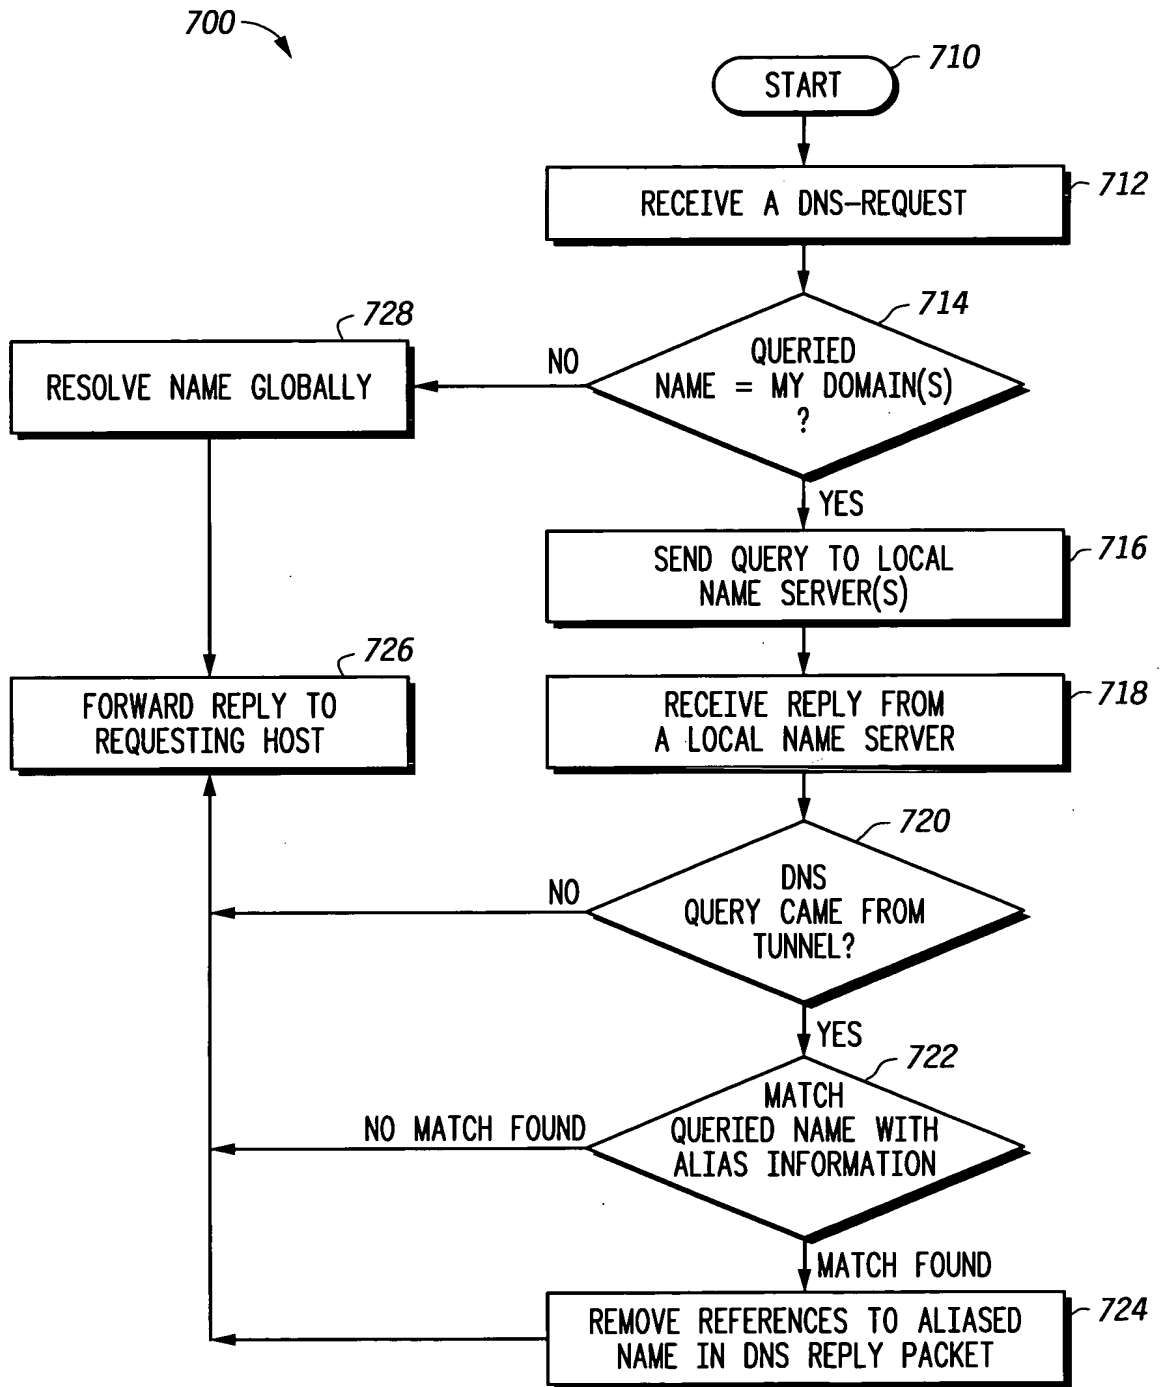 700
710
START
712
RECEIVE A DNS-REQUEST
714
QUERIED
NAME = MY DOMAIN(S)
?
NO
728
RESOLVE NAME GLOBALLY
YES
716
SEND QUERY TO LOCAL
NAME SERVER(S)
726
FORWARD REPLY TO
REQUESTING HOST
718
RECEIVE REPLY FROM
A LOCAL NAME SERVER
720
DNS
QUERY CAME FROM
TUNNEL?
NO
YES
722
MATCH
QUERIED NAME WITH
ALIAS INFORMATION
NO MATCH FOUND
MATCH FOUND
724
REMOVE REFERENCES TO ALIASED
NAME IN DNS REPLY PACKET